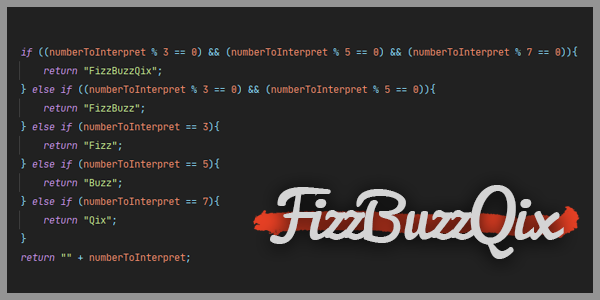 if ((numberToInterpret % 3 == 0) && (numberToInterpret % 5 == 0) && (numberToInterpret % 7 == 0)){
    return "FizzBuzzQix";
} else if ((numberToInterpret % 3 == 0) && (numberToInterpret % 5 == 0)){
    return "FizzBuzz";
} else if (numberToInterpret == 3){
    return "Fizz";
} else if (numberToInterpret == 5){
    return "Buzz";
} else if (numberToInterpret == 7){
    return "Qix";
}
return "" + numberToInterpret;
FizzBuzzQix